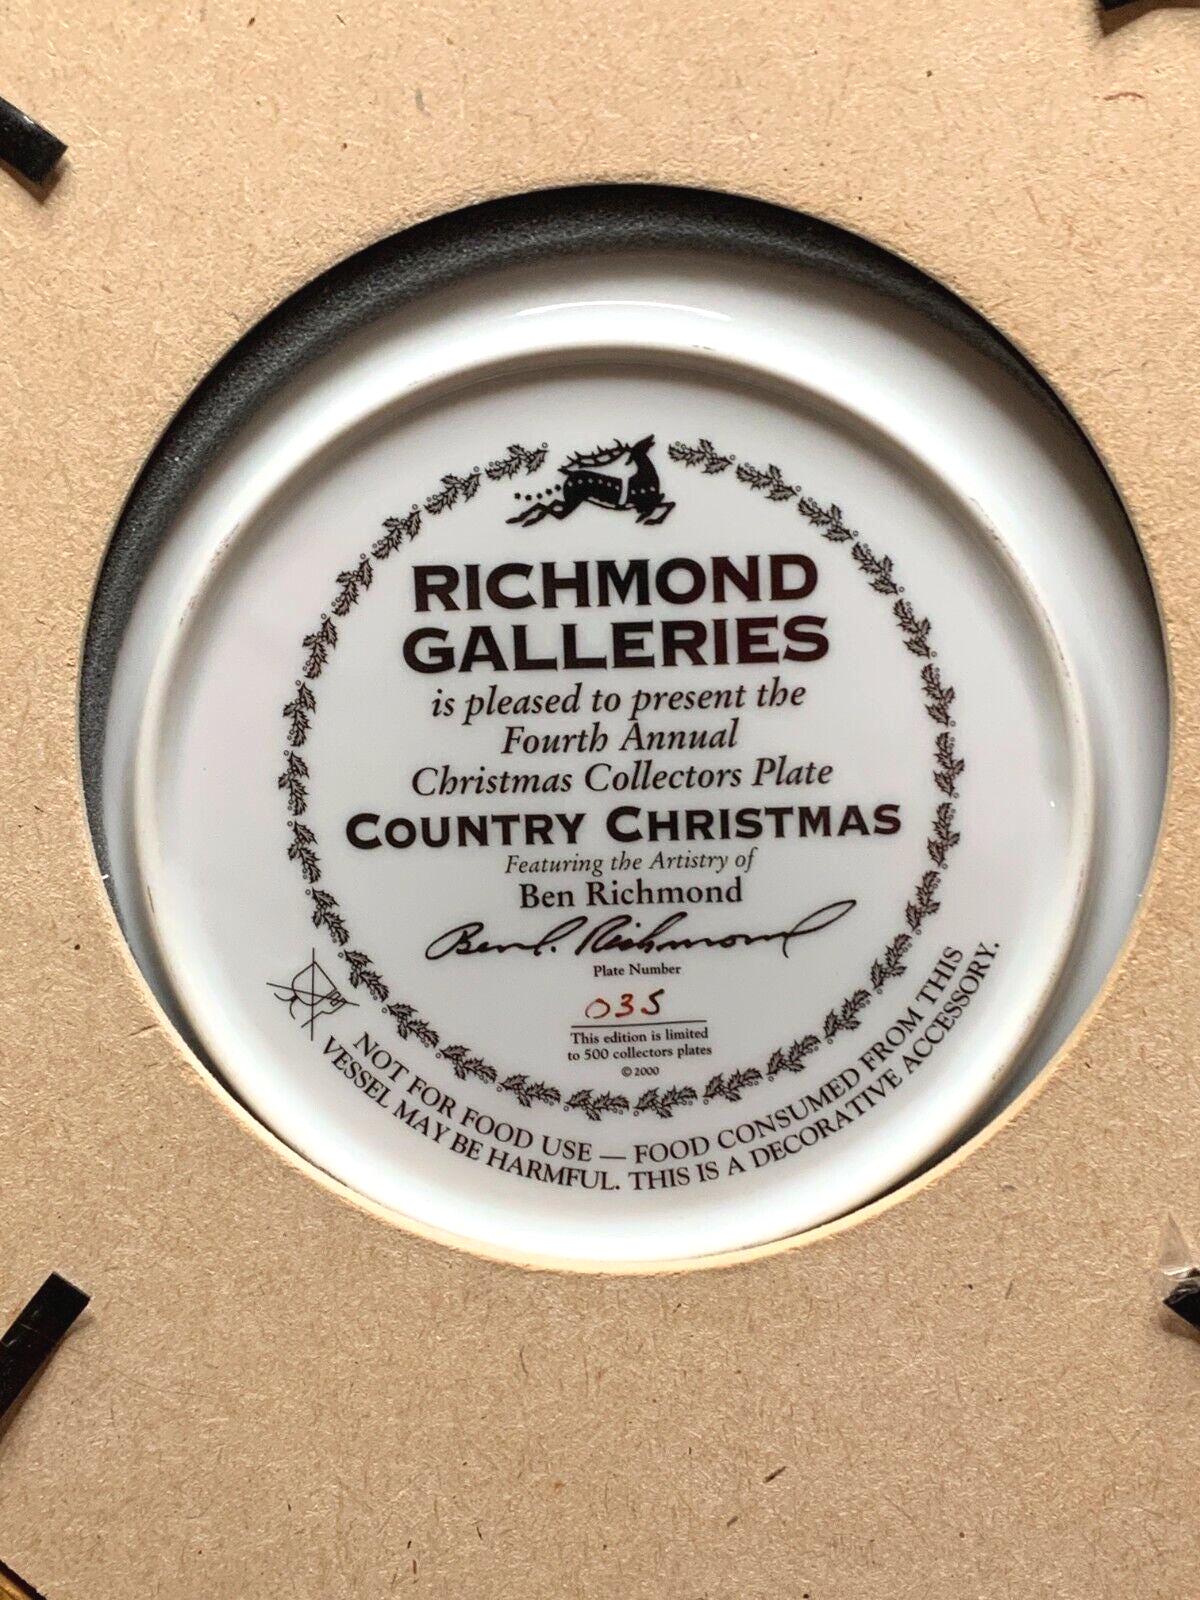 RICHMOND
GALLERIES
is pleased to present the
Fourth Annual
Christmas Collectors Plate
COUNTRY CHRISTMAS
Featuring the Artistry of
Ben Richmond
Ben L. Richmond
Plate Number
035
This edition is limited
to 500 collectors plates
© 2000
NOT FOR FOOD USE — FOOD CONSUMED FROM THIS
VESSEL MAY BE HARMFUL. THIS IS A DECORATIVE ACCESSORY.